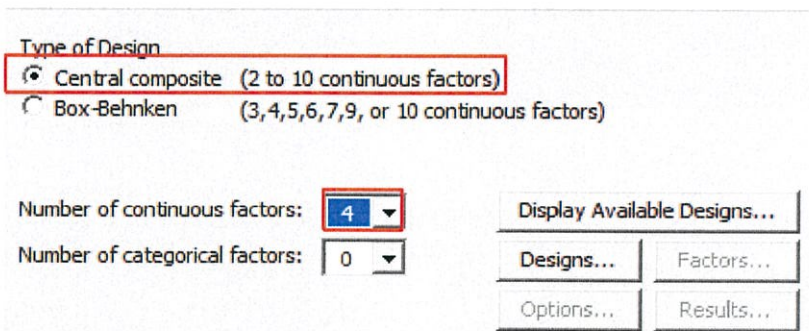 Type of Design
Central composite (2 to 10 continuous factors)
Box-Behnken (3,4,5,6,7,9, or 10 continuous factors)
Number of continuous factors: 4 Display Available Designs...
Number of categorical factors: 0 Designs... Factors...
Options... Results...